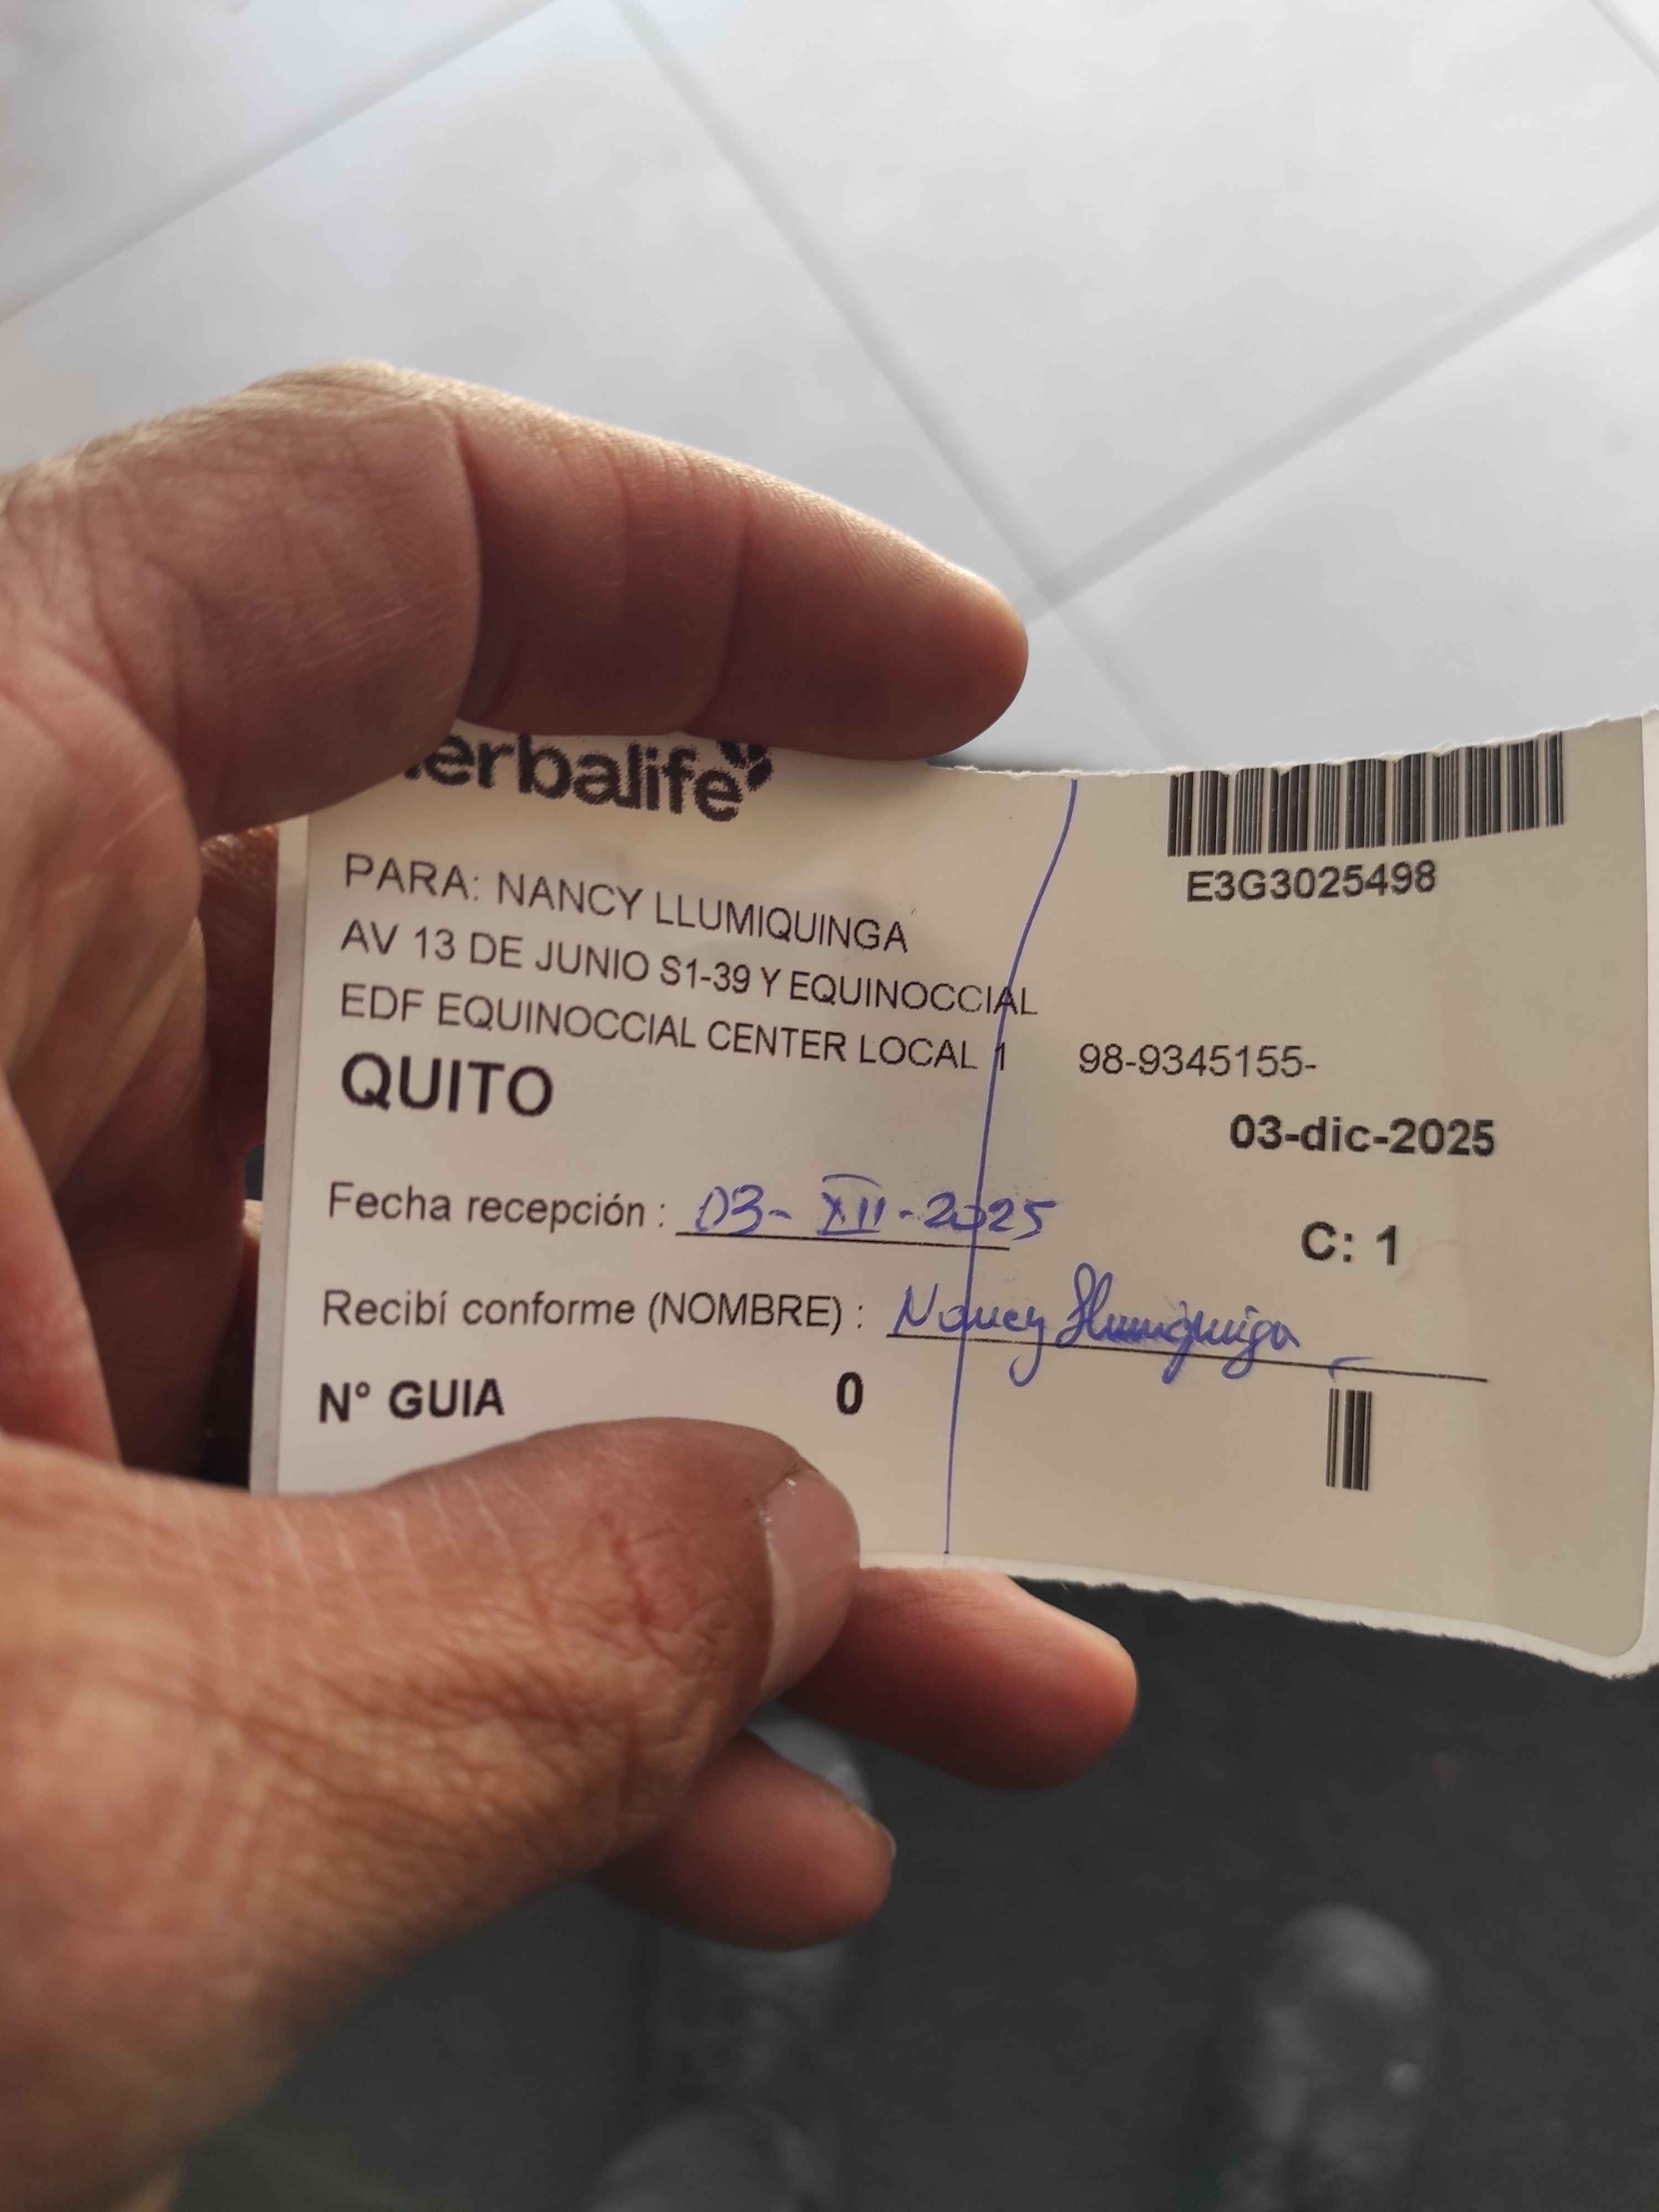 erbalife
E3G3025498
PARA: NANCY LLUMIQUINGA
AV 13 DE JUNIO S1-39 Y EQUINOCCIAL
EDF EQUINOCCIAL CENTER LOCAL 1 98-9345155-
QUITO
03-dic-2025
Fecha recepción : 03-XII-2025
C: 1
Recibí conforme (NOMBRE) : Nancy Llumiquinga
N° GUIA 0